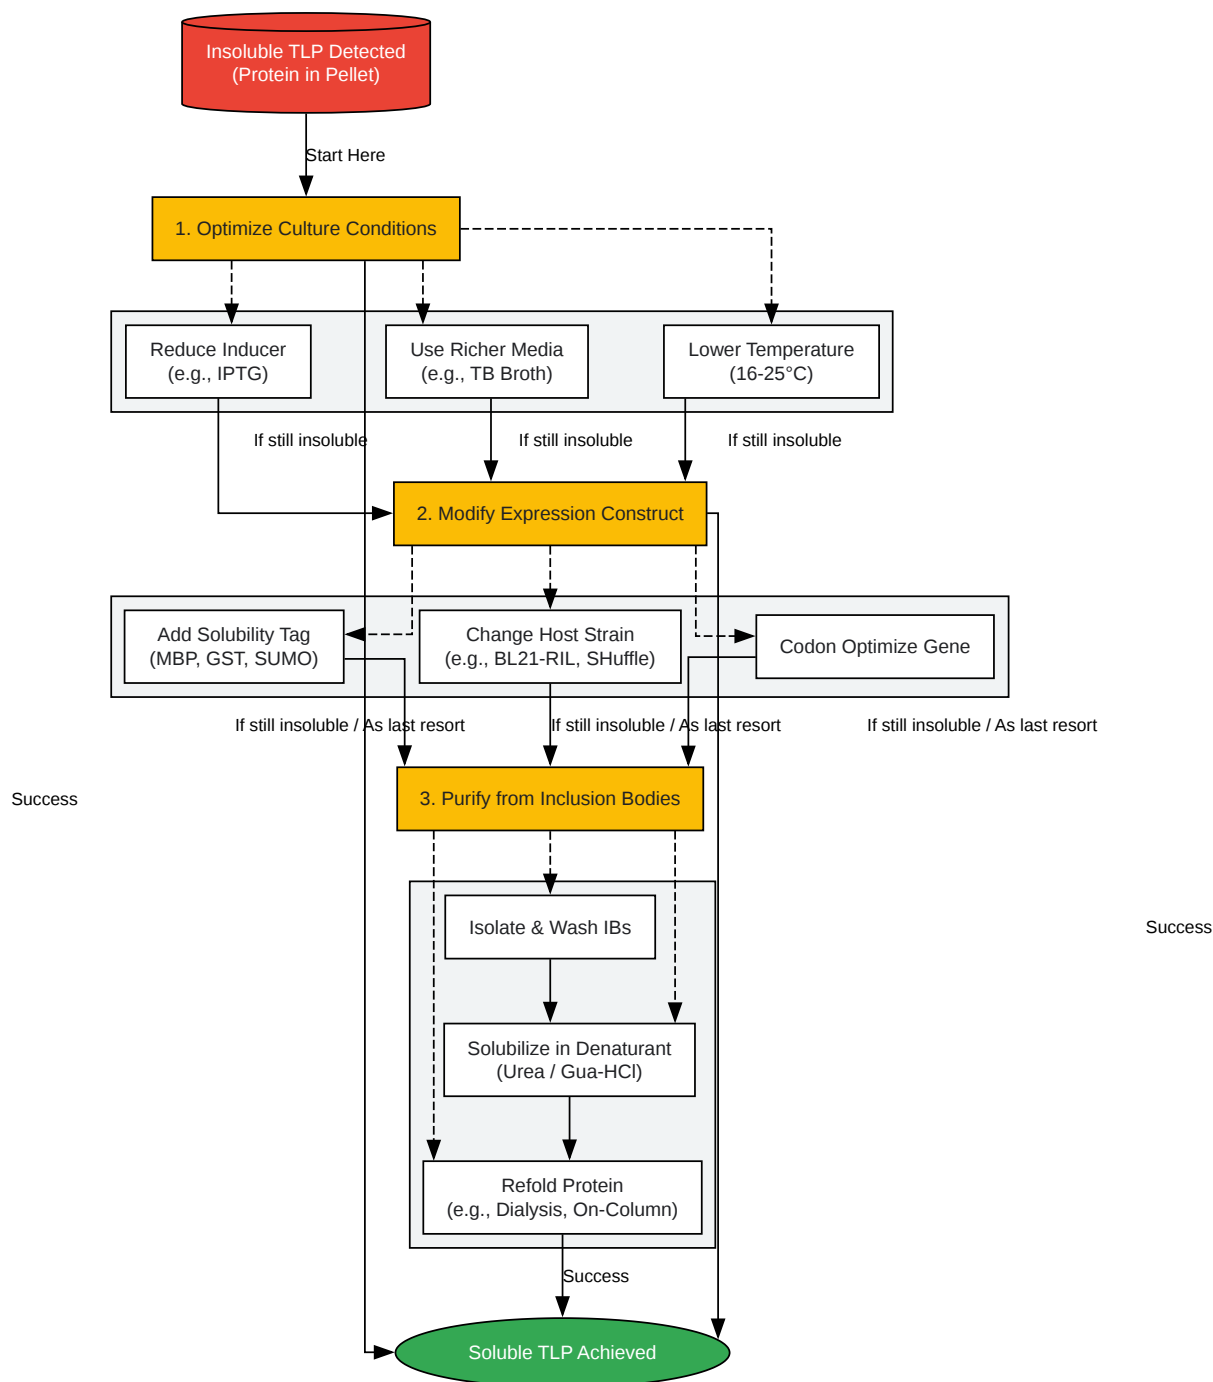 Insoluble TLP Detected
(Protein in Pellet)
Start Here
1. Optimize Culture Conditions
Reduce Inducer
(e.g., IPTG)
Use Richer Media
(e.g., TB Broth)
Lower Temperature
(16-25°C)
If still insoluble
If still insoluble
If still insoluble
2. Modify Expression Construct
Add Solubility Tag
(MBP, GST, SUMO)
Change Host Strain
(e.g., BL21-RIL, SHuffle)
Codon Optimize Gene
If still insoluble / As last resort
If still insoluble / As last resort
If still insoluble / As last resort
Success
3. Purify from Inclusion Bodies
Isolate & Wash IBs
Success
Solubilize in Denaturant
(Urea / Gua-HCl)
Refold Protein
(e.g., Dialysis, On-Column)
Success
Soluble TLP Achieved